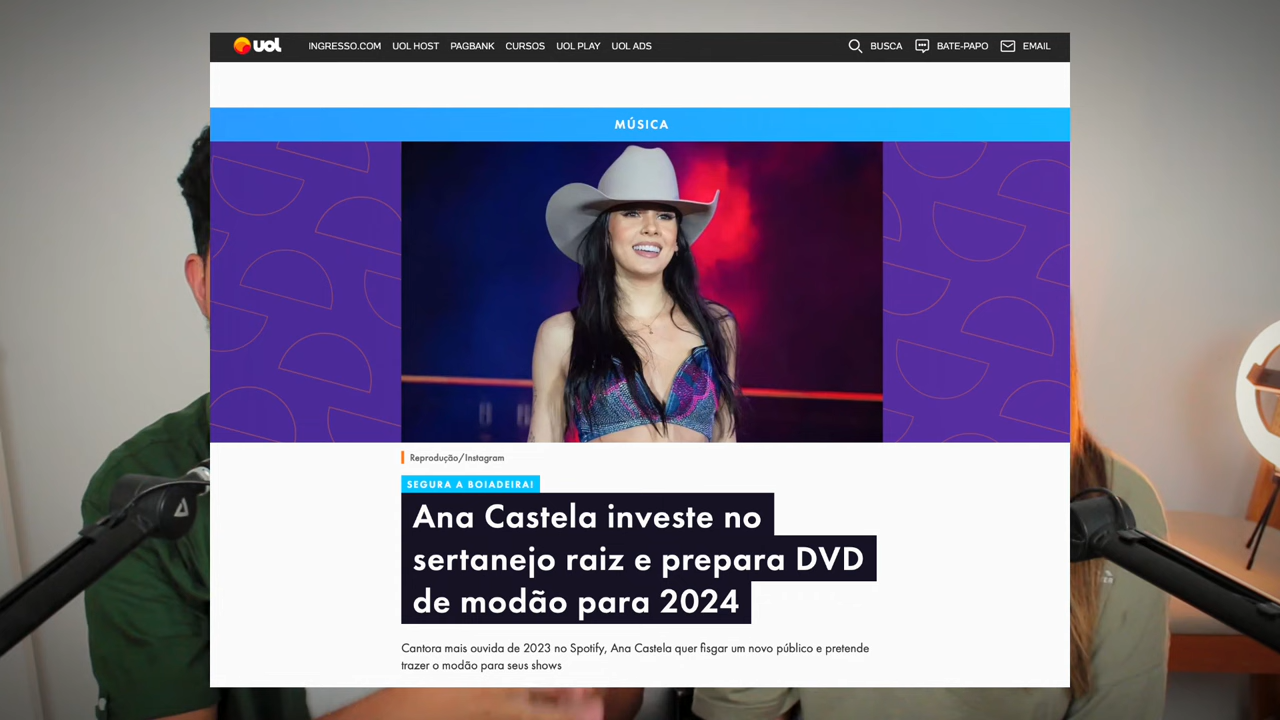 uol INGRESSO.COM UOL HOST PAGBANK CURSOS UOL PLAY UOL ADS BUSCA BATE-PAPO EMAIL
MÚSICA
Reprodução/Instagram
SEGURA A BOIADEIRA!
Ana Castela investe no
sertanejo raiz e prepara DVD
de modão para 2024
Cantora mais ouvida de 2023 no Spotify, Ana Castela quer fisgar um novo público e pretende
trazer o modão para seus shows